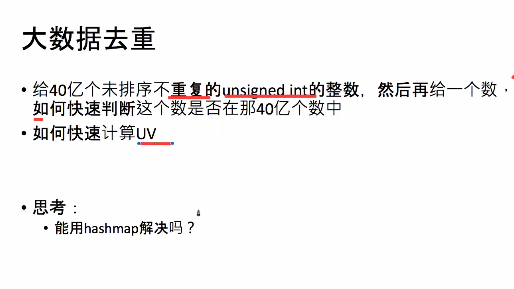 大数据去重
• 给40亿个未排序不重复的unsigned int的整数，然后再给一个数，
如何快速判断这个数是否在那40亿个数中
• 如何快速计算UV
• 思考：
• 能用hashmap解决吗？